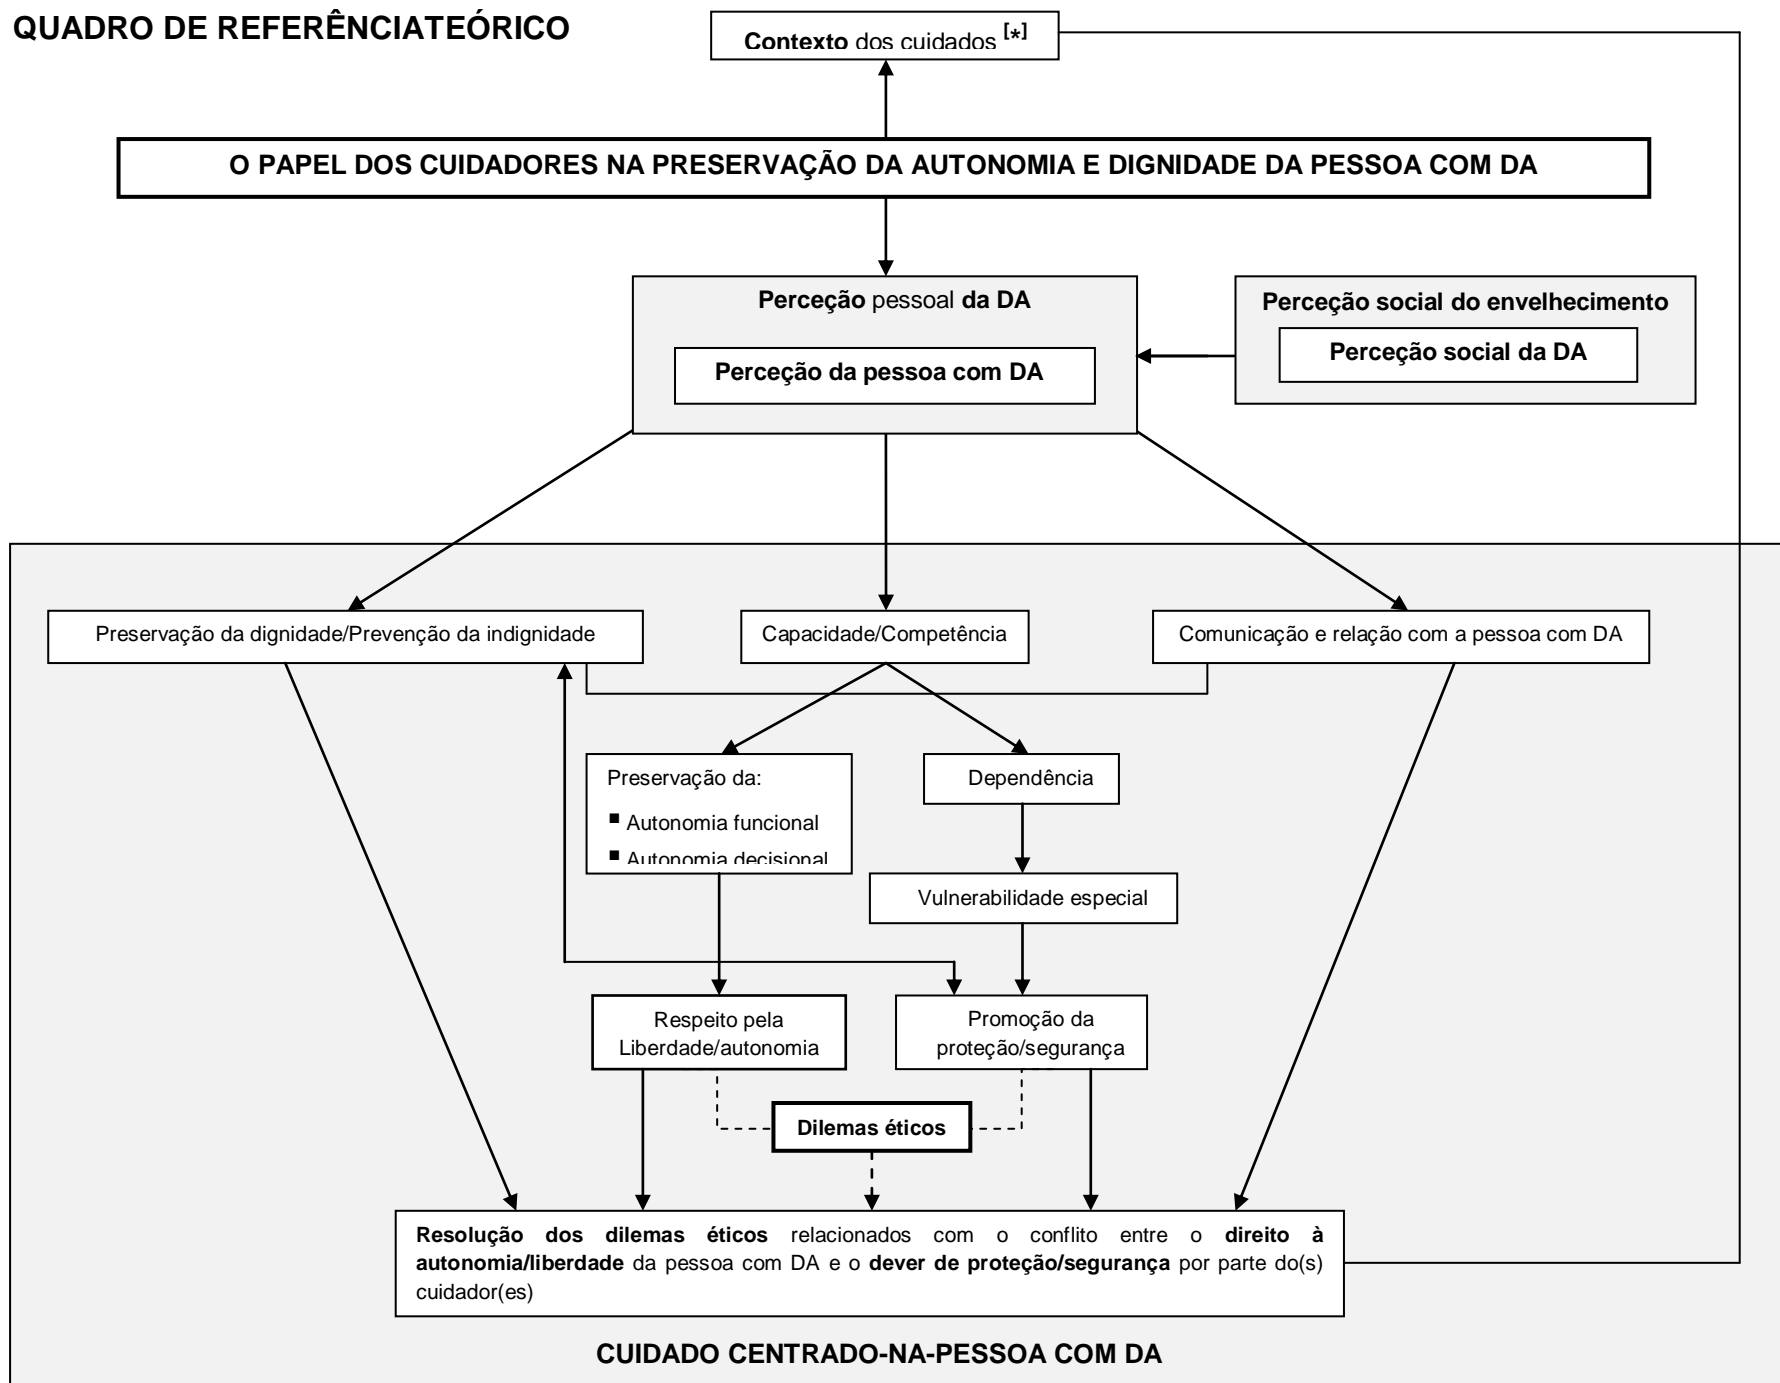 QUADRO DE REFERÊNCIATEÓRICO
Contexto dos cuidados [*]
O PAPEL DOS CUIDADORES NA PRESERVAÇÃO DA AUTONOMIA E DIGNIDADE DA PESSOA COM DA
Perceção pessoal da DA
Perceção da pessoa com DA
Perceção social do envelhecimento
Perceção social da DA
Preservação da dignidade/Prevenção da indignidade
Capacidade/Competência
Comunicação e relação com a pessoa com DA
Preservação da:
▪ Autonomia funcional
▪ Autonomia decisional
Dependência
Vulnerabilidade especial
Respeito pela
Liberdade/autonomia
Promoção da
proteção/segurança
Dilemas éticos
Resolução dos dilemas éticos relacionados com o conflito entre o direito à
autonomia/liberdade da pessoa com DA e o dever de proteção/segurança por parte do(s)
cuidador(es)
CUIDADO CENTRADO-NA-PESSOA COM DA